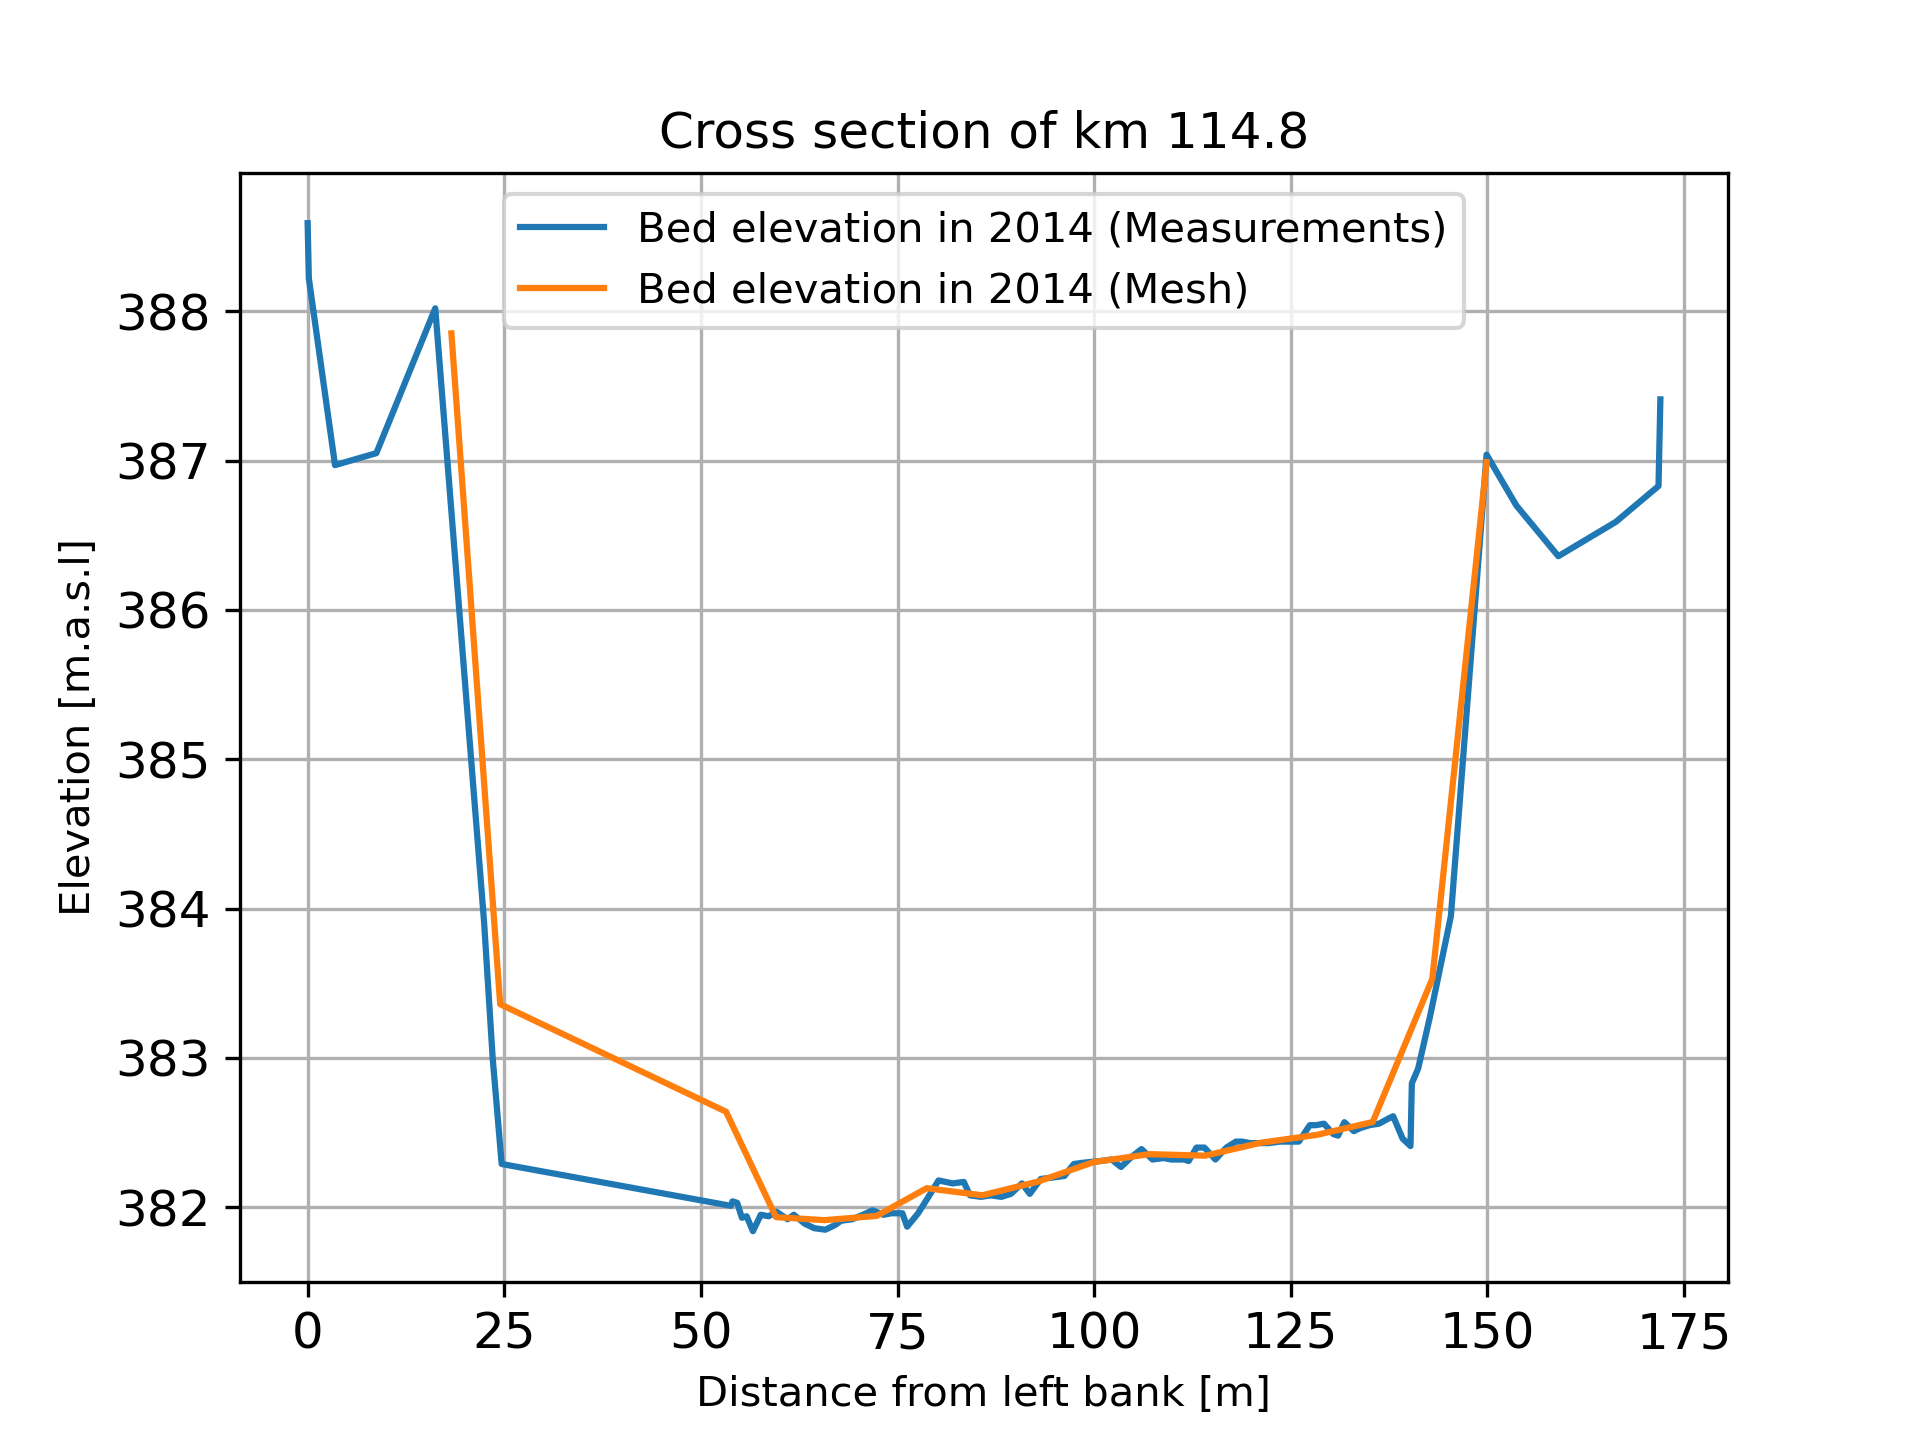 Cross section of km 114.8
Bed elevation in 2014 (Measurements)
Bed elevation in 2014 (Mesh)
388
387
386
385
384
383
382
Elevation [m.a.s.l]
0 25 50 75 100 125 150 175
Distance from left bank [m]